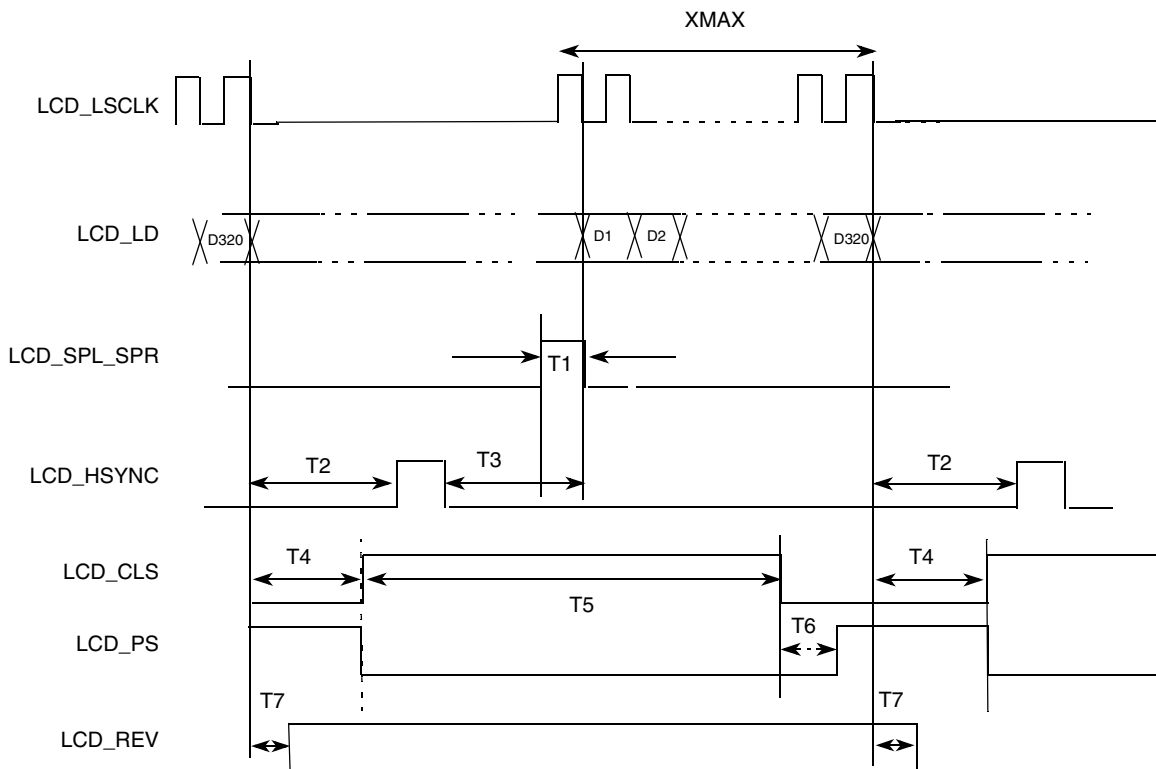 XMAX
LCD_LSCLK
LCD_LD
D320
D1
D2
D320
LCD_SPL_SPR
T1
LCD_HSYNC
T2
T3
T2
LCD_CLS
T4
T5
T4
LCD_PS
T6
T7
T7
LCD_REV